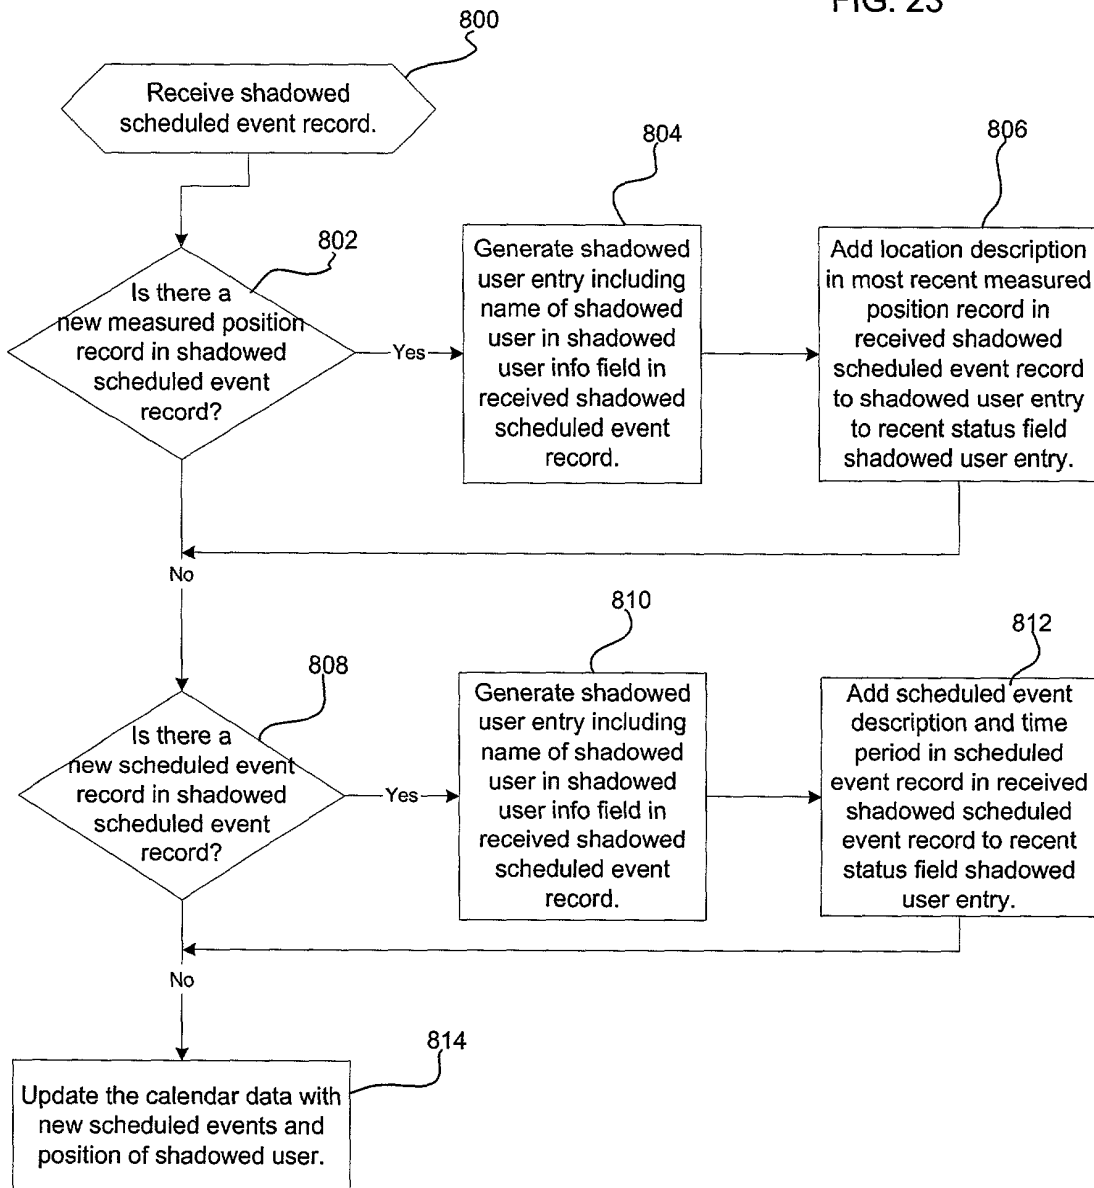 FIG. 23
800
Receive shadowed
scheduled event record.
802
Is there a
new measured position
record in shadowed
scheduled event
record?
Yes
804
Generate shadowed
user entry including
name of shadowed
user in shadowed
user info field in
received shadowed
scheduled event
record.
806
Add location description
in most recent measured
position record in
received shadowed
scheduled event record
to shadowed user entry
to recent status field
shadowed user entry.
No
808
Is there a
new scheduled event
record in shadowed
scheduled event
record?
Yes
810
Generate shadowed
user entry including
name of shadowed
user in shadowed
user info field in
received shadowed
scheduled event
record.
812
Add scheduled event
description and time
period in scheduled
event record in received
shadowed scheduled
event record to recent
status field shadowed
user entry.
No
814
Update the calendar data with
new scheduled events and
position of shadowed user.